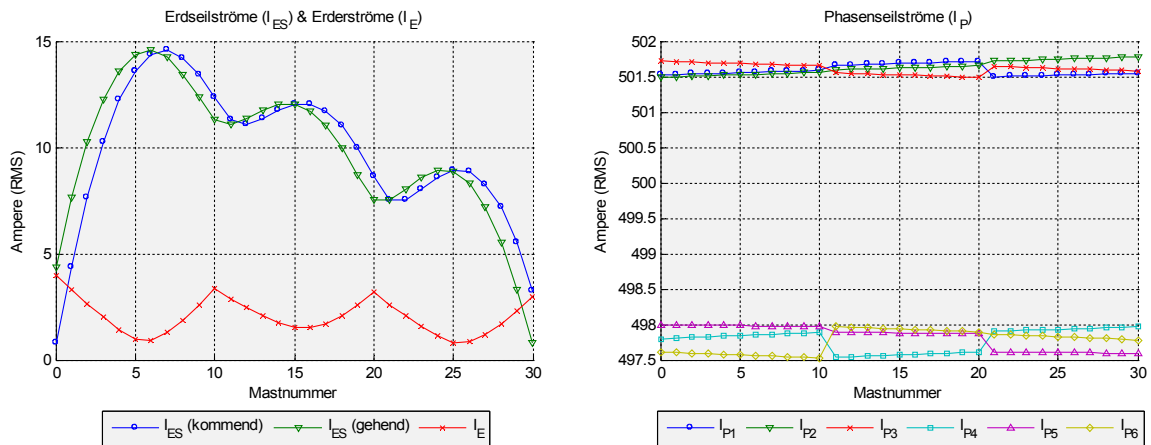 Erdseilströme (I_ES) & Erderströme (I_E)
15
10
5
0
0 5 10 15 20 25 30
Ampere (RMS)
Mastnummer
I_ES (kommend) I_ES (gehend) I_E
Phasenseilströme (I_P)
502
501.5
501
500.5
500
499.5
499
498.5
498
497.5
0 5 10 15 20 25 30
Ampere (RMS)
Mastnummer
I_P1 I_P2 I_P3 I_P4 I_P5 I_P6